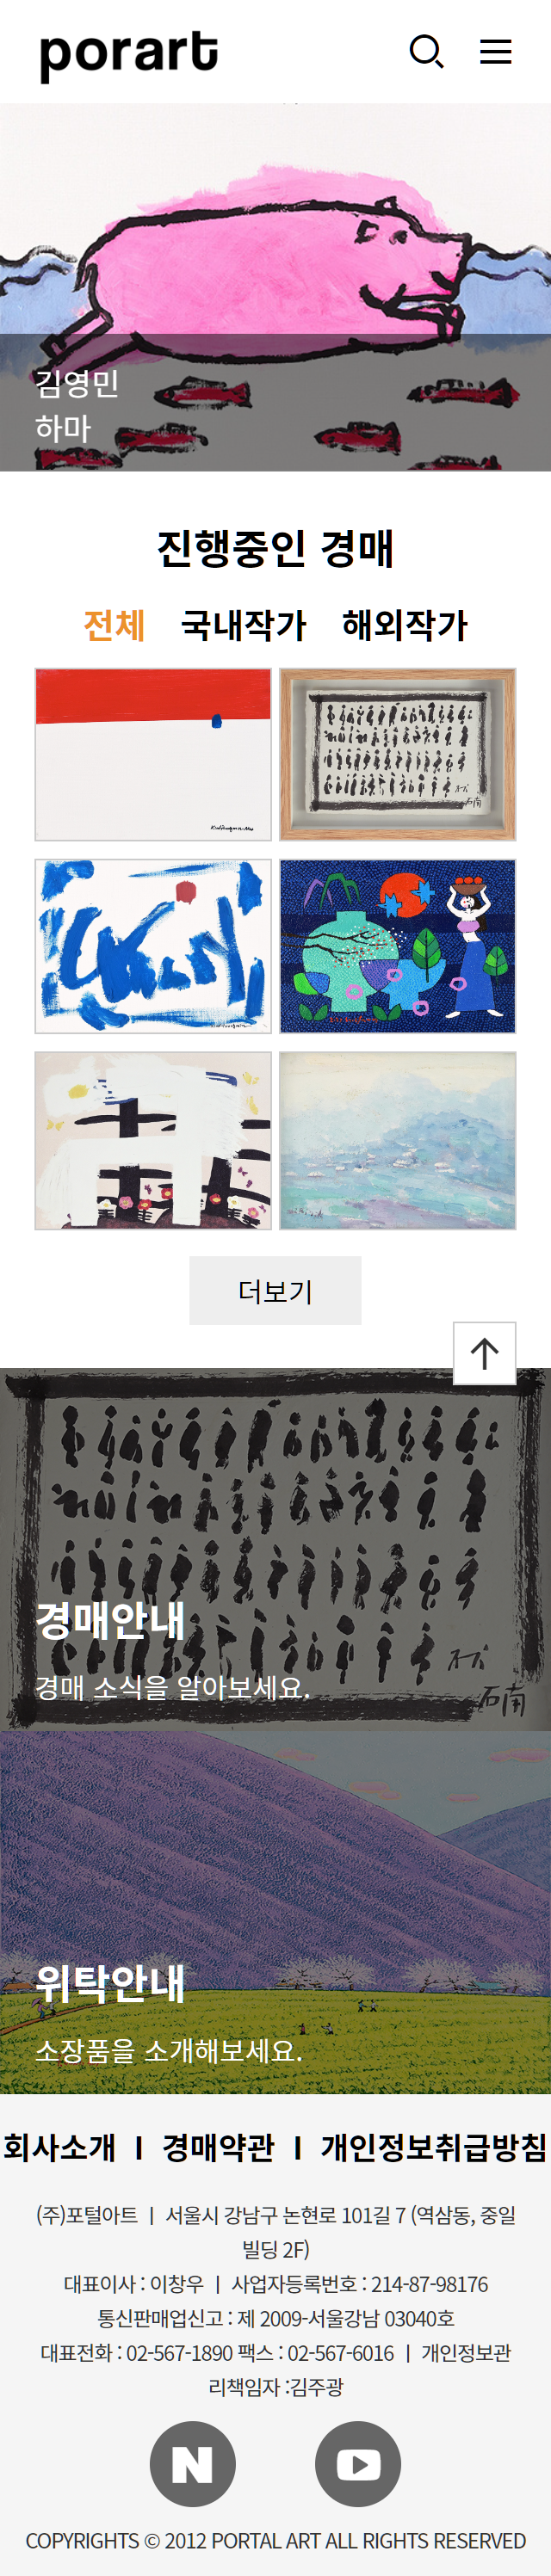 porart
김영민
하마
진행중인 경매
전체 국내작가 해외작가
더보기
경매안내
경매 소식을 알아보세요.
위탁안내
소장품을 소개해보세요.
회사소개 ㅣ 경매약관 ㅣ 개인정보취급방침
(주)포털아트 ㅣ 서울시 강남구 논현로 101길 7 (역삼동, 중일
빌딩 2F)
대표이사 : 이창우 ㅣ 사업자등록번호 : 214-87-98176
통신판매업신고 : 제 2009-서울강남 03040호
대표전화 : 02-567-1890 팩스 : 02-567-6016 ㅣ 개인정보관
리책임자 :김주광
N
COPYRIGHTS © 2012 PORTAL ART ALL RIGHTS RESERVED